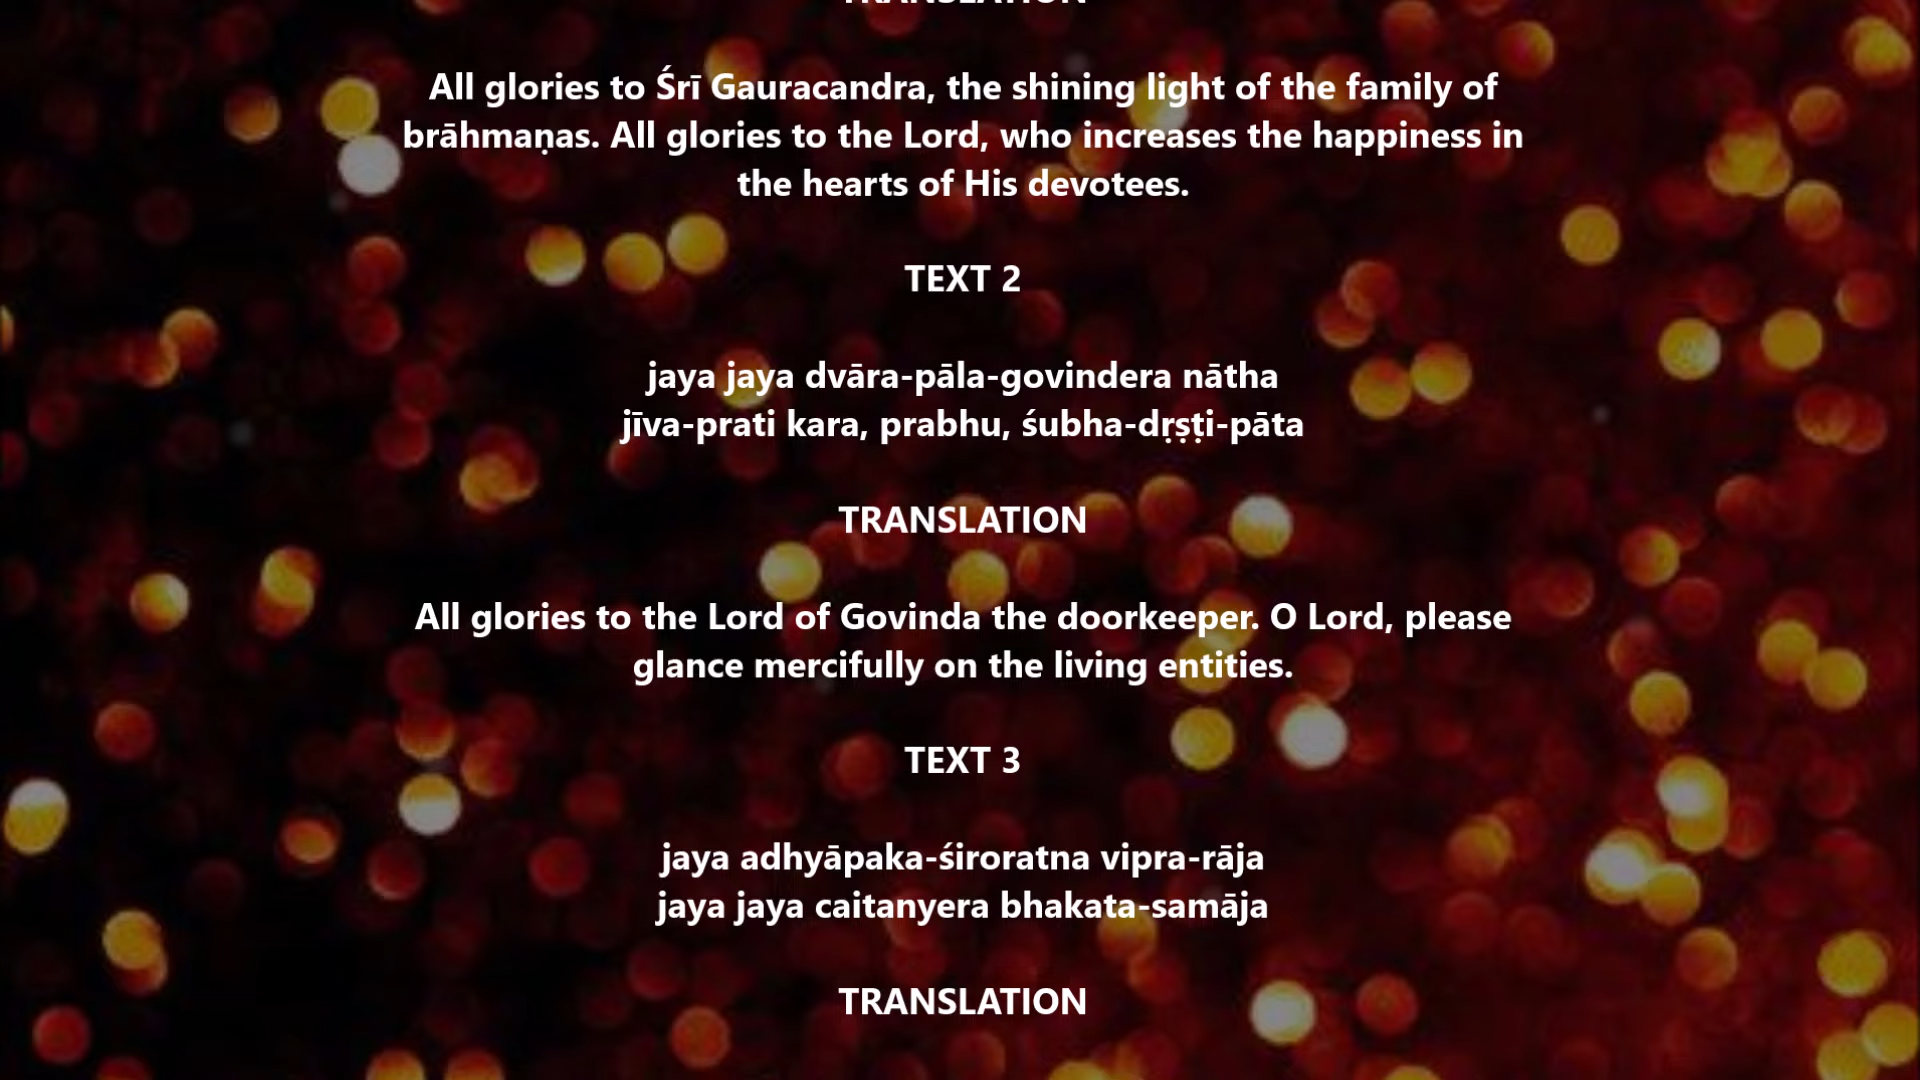 TRANSLATION
All glories to Śrī Gauracandra, the shining light of the family of
brāhmaṇas. All glories to the Lord, who increases the happiness in
the hearts of His devotees.
TEXT 2
jaya jaya dvāra-pāla-govindera nātha
jīva-prati kara, prabhu, śubha-dṛṣṭi-pāta
TRANSLATION
All glories to the Lord of Govinda the doorkeeper. O Lord, please
glance mercifully on the living entities.
TEXT 3
jaya adhyāpaka-śiroratna vipra-rāja
jaya jaya caitanyera bhakata-samāja
TRANSLATION